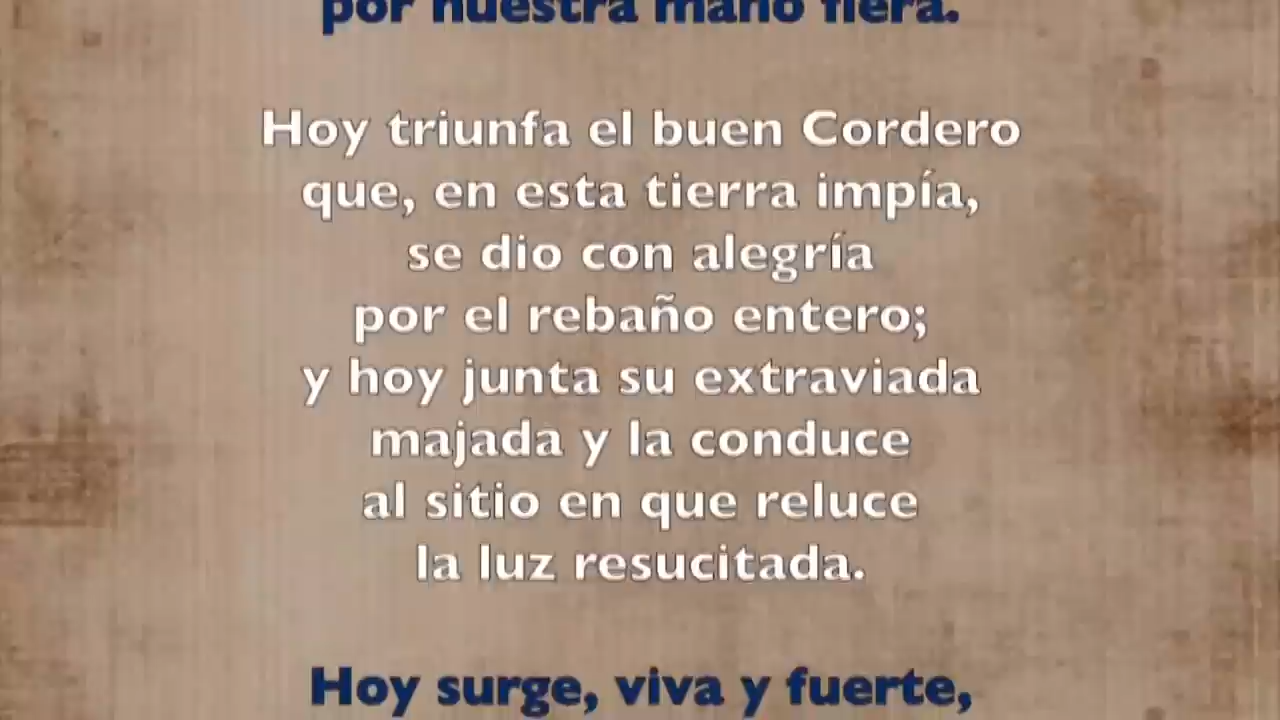 por nuestra mano fiera.
Hoy triunfa el buen Cordero
que, en esta tierra impía,
se dio con alegría
por el rebaño entero;
y hoy junta su extraviada
majada y la conduce
al sitio en que reluce
la luz resucitada.
Hoy surge, viva y fuerte,